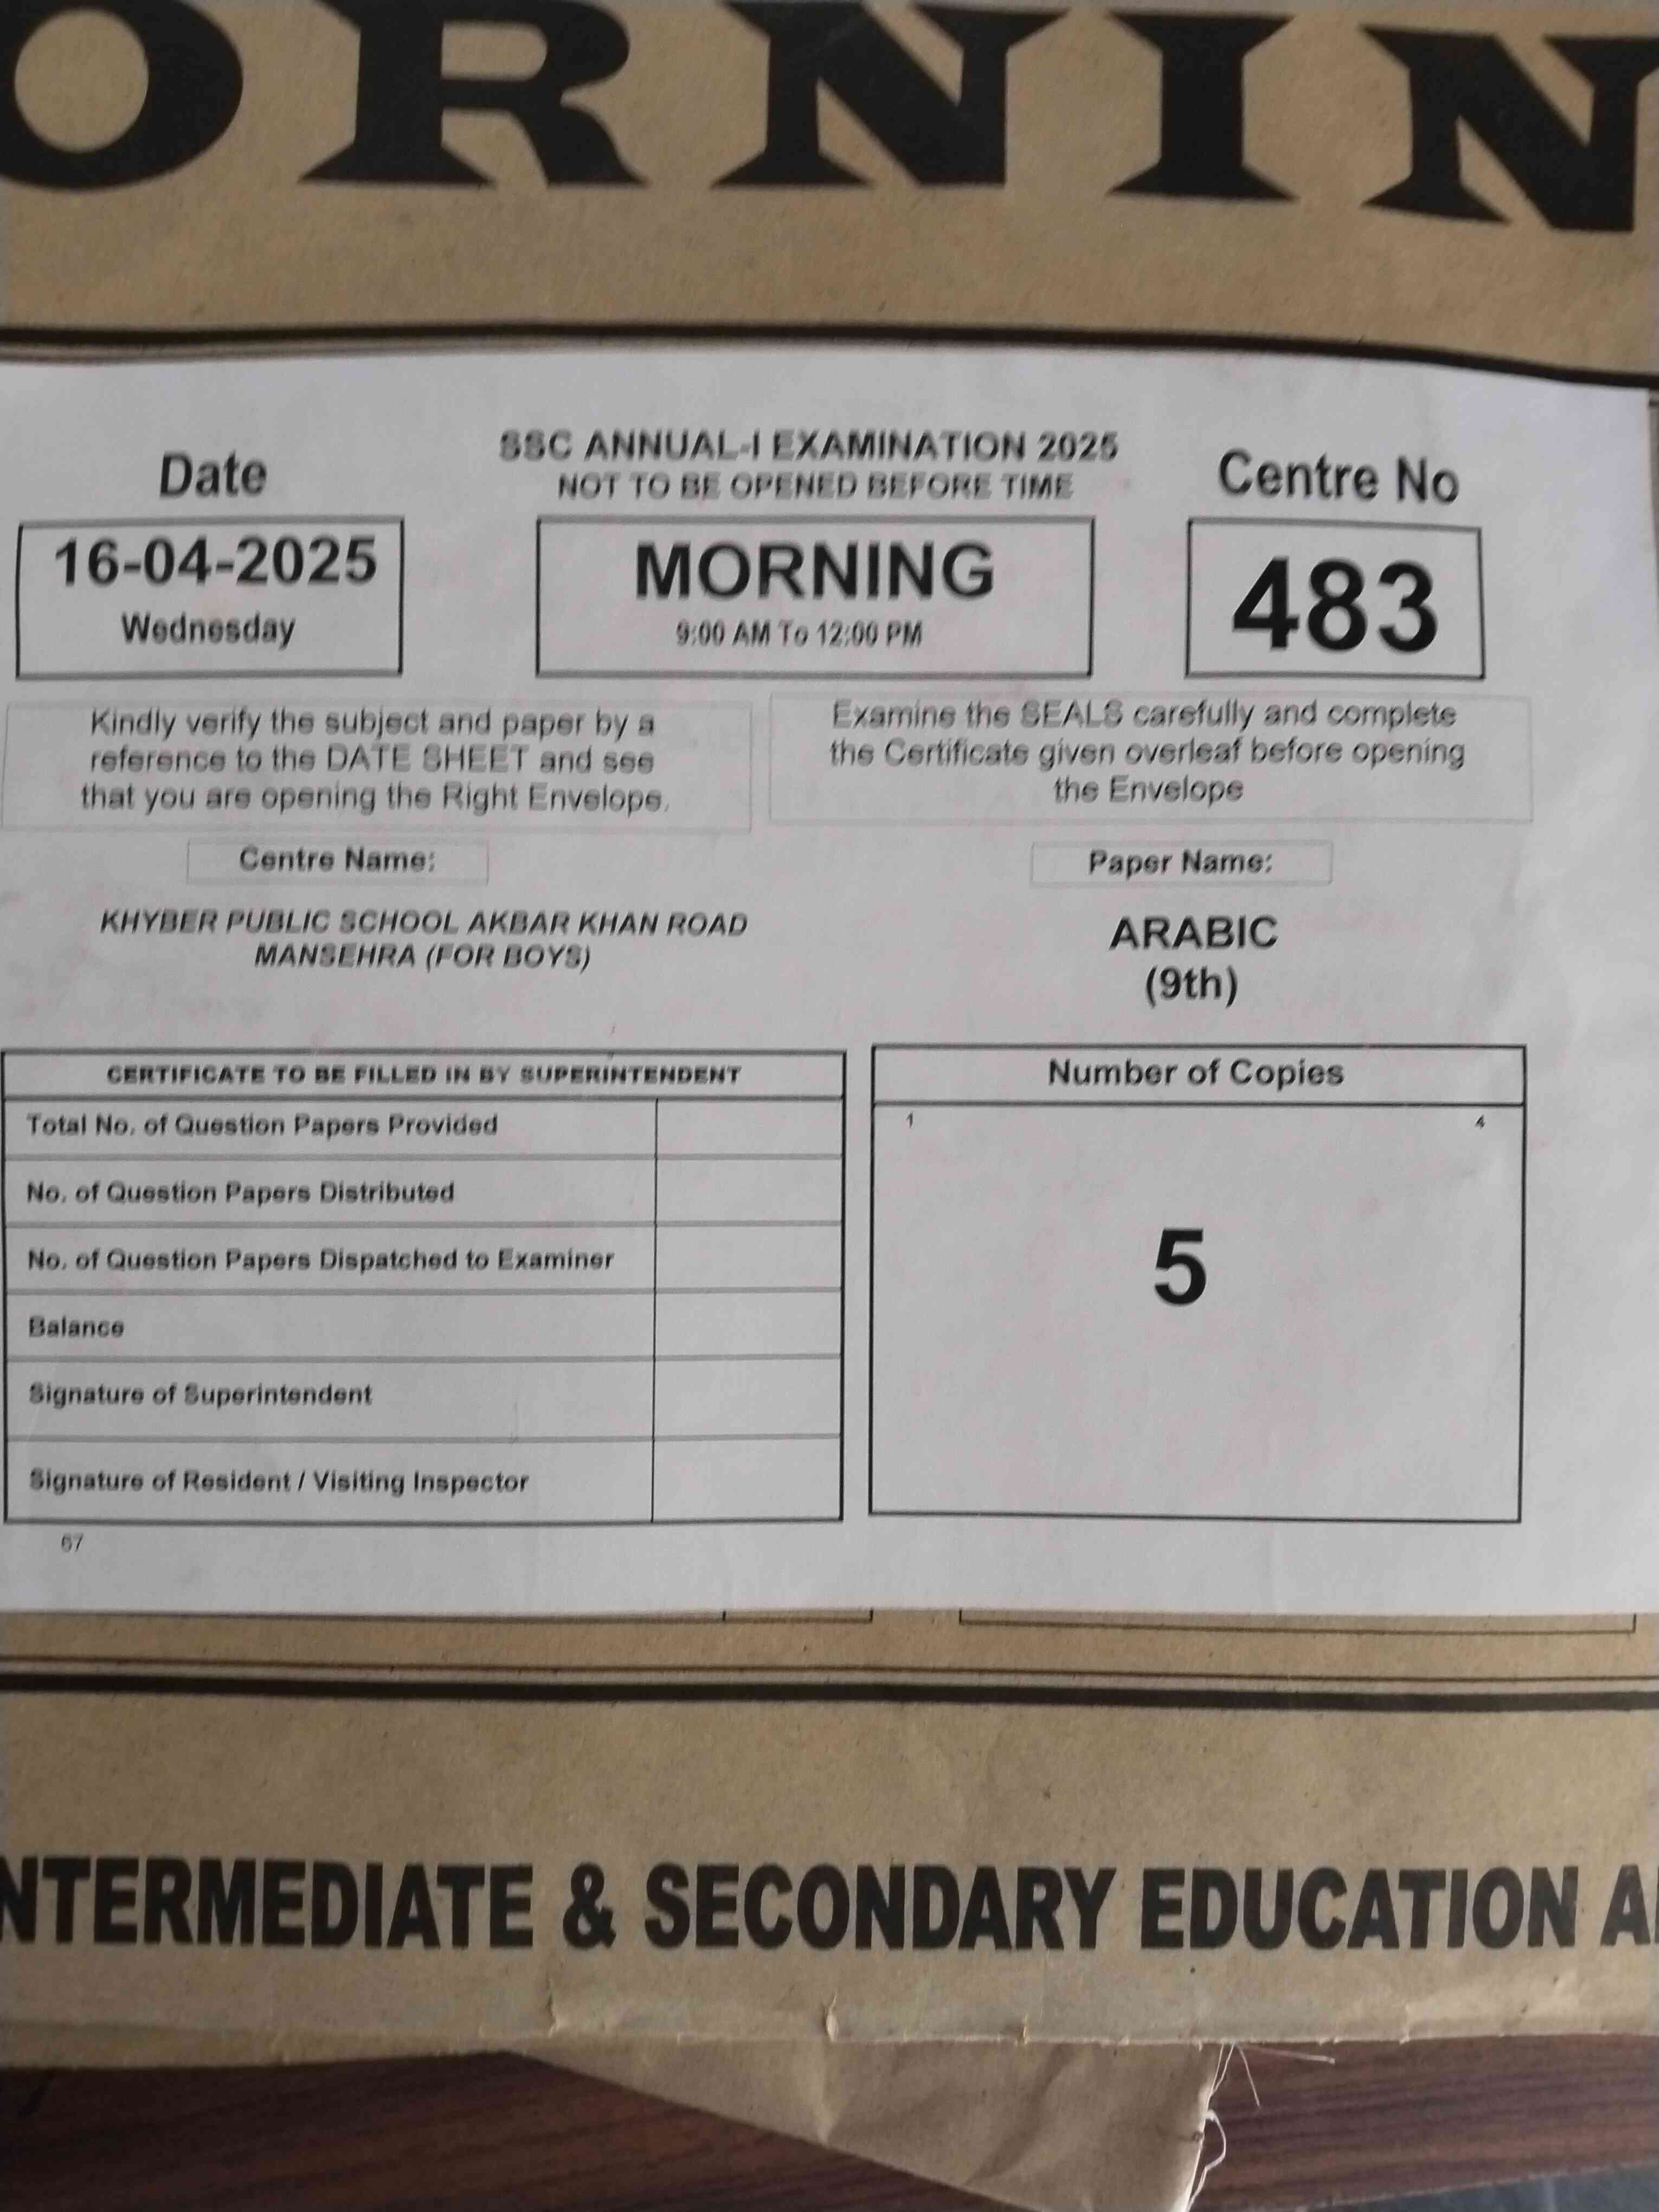 ORNIN
SSC ANNUAL-I EXAMINATION 2025
NOT TO BE OPENED BEFORE TIME
Date
Centre No
16-04-2025
Wednesday
MORNING
9:00 AM To 12:00 PM
483
Kindly verify the subject and paper by a
reference to the DATE SHEET and see
that you are opening the Right Envelope.
Examine the SEALS carefully and complete
the Certificate given overleaf before opening
the Envelope
Centre Name:
KHYBER PUBLIC SCHOOL AKBAR KHAN ROAD
MANSEHRA (FOR BOYS)
Paper Name:
ARABIC
(9th)
CERTIFICATE TO BE FILLED IN BY SUPERINTENDENT
Total No. of Question Papers Provided
No. of Question Papers Distributed
No. of Question Papers Dispatched to Examiner
Balance
Signature of Superintendent
Signature of Resident / Visiting Inspector
Number of Copies
1 4
5
67
NTERMEDIATE & SECONDARY EDUCATION A